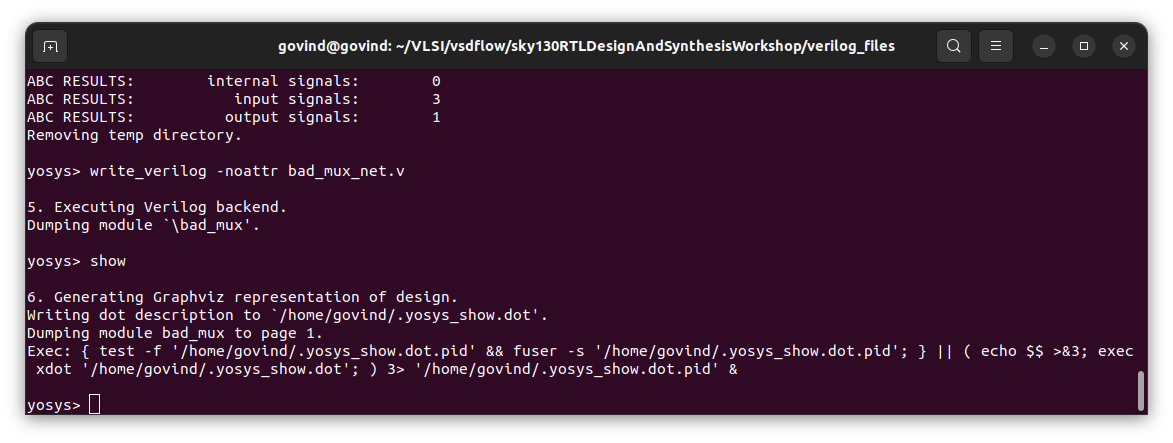 govind@govind: ~/VLSI/vsdflow/sky130RTLDesignAndSynthesisWorkshop/verilog_files
ABC RESULTS:        internal signals:        0
ABC RESULTS:           input signals:        3
ABC RESULTS:          output signals:        1
Removing temp directory.
yosys> write_verilog -noattr bad_mux_net.v
5. Executing Verilog backend.
Dumping module `\bad_mux'.
yosys> show
6. Generating Graphviz representation of design.
Writing dot description to `/home/govind/.yosys_show.dot'.
Dumping module bad_mux to page 1.
Exec: { test -f '/home/govind/.yosys_show.dot.pid' && fuser -s '/home/govind/.yosys_show.dot.pid'; } || ( echo $$ >&3; exec
 xdot '/home/govind/.yosys_show.dot'; ) 3> '/home/govind/.yosys_show.dot.pid' &
yosys>